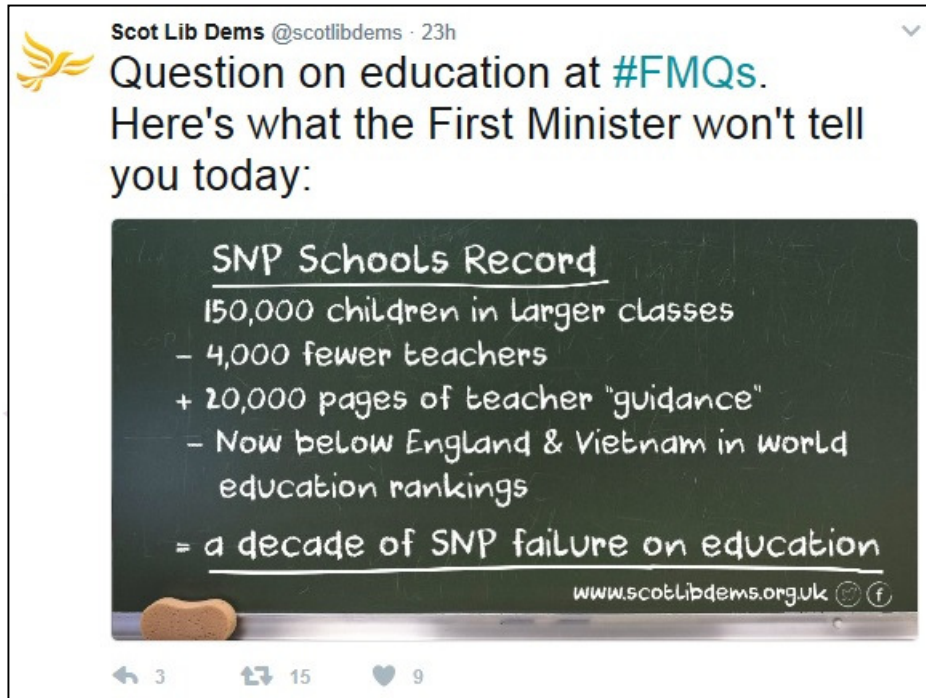 Scot Lib Dems @scotlibdems · 23h
Question on education at #FMQs.
Here's what the First Minister won't tell
you today:
SNP Schools Record
150,000 children in larger classes
- 4,000 fewer teachers
+ 20,000 pages of teacher "guidance"
- Now below England & Vietnam in world
education rankings
= a decade of SNP failure on education
www.scotlibdems.org.uk
3 15 9